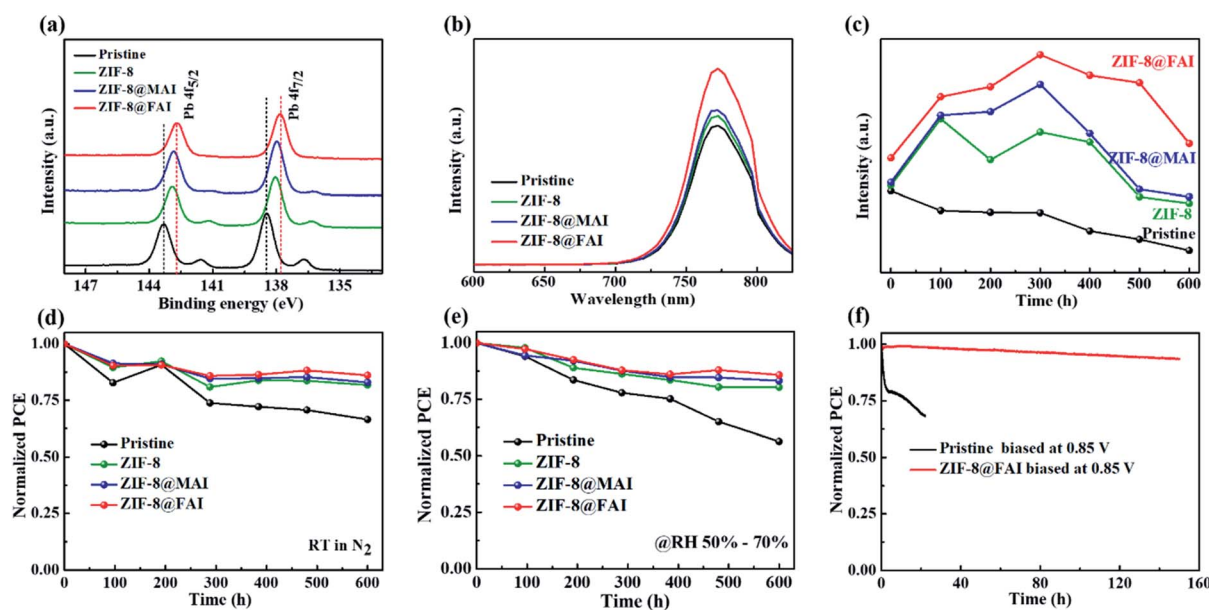 (a)
Pristine
ZIF-8
ZIF-8@MAI
ZIF-8@FAI
Pb 4f5/2
Pb 4f7/2
Intensity (a.u.)
147 144 141 138 135
Binding energy (eV)
(b)
Pristine
ZIF-8
ZIF-8@MAI
ZIF-8@FAI
Intensity (a.u.)
600 650 700 750 800
Wavelength (nm)
(c)
ZIF-8@FAI
ZIF-8@MAI
ZIF-8
Pristine
Intensity (a.u.)
0 100 200 300 400 500 600
Time (h)
(d)
Normalized PCE
1.00
0.75
0.50
0.25
0.00
Pristine
ZIF-8
ZIF-8@MAI
ZIF-8@FAI
RT in N2
0 100 200 300 400 500 600
Time (h)
(e)
Normalized PCE
1.00
0.75
0.50
0.25
0.00
Pristine
ZIF-8
ZIF-8@MAI
ZIF-8@FAI
@RH 50% - 70%
0 100 200 300 400 500 600
Time (h)
(f)
Normalized PCE
1.00
0.75
0.50
0.25
0.00
Pristine biased at 0.85 V
ZIF-8@FAI biased at 0.85 V
0 40 80 120 160
Time (h)